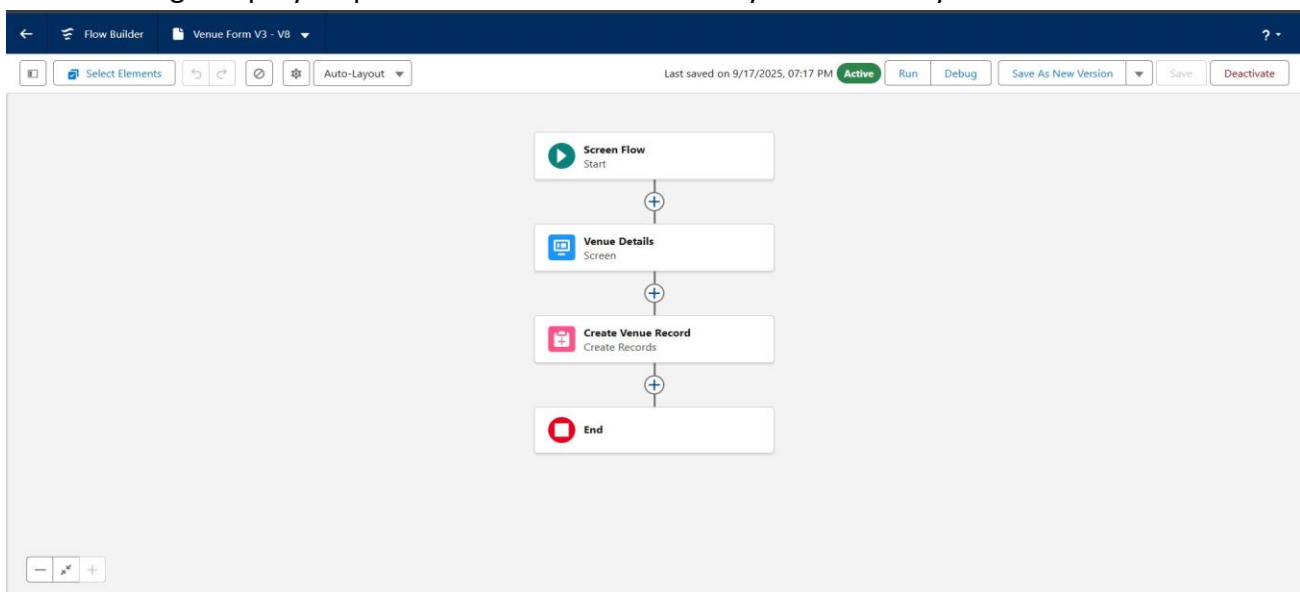 Flow Builder Venue Form V3 - V8 ?
Select Elements Auto-Layout Last saved on 9/17/2025, 07:17 PM Active Run Debug Save As New Version Save Deactivate
Screen Flow
Start
Venue Details
Screen
Create Venue Record
Create Records
End